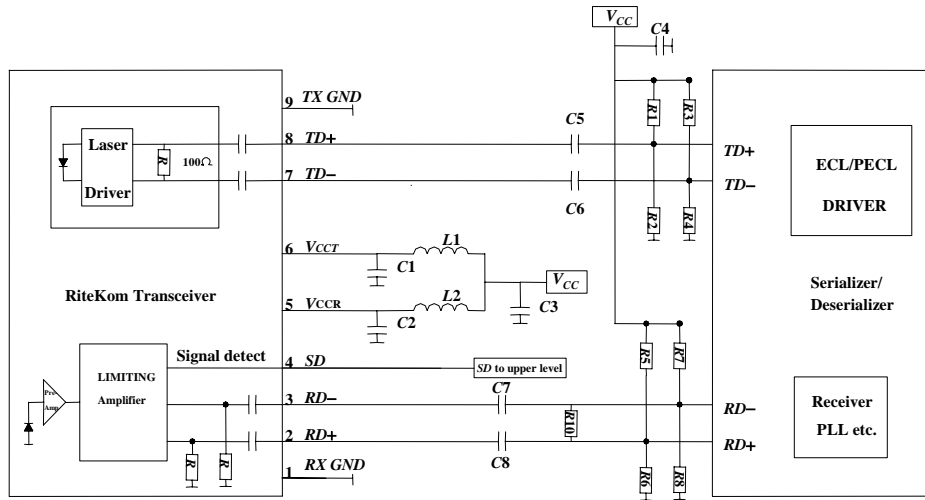 VCC
C4
9 TX GND
R1
R3
C5
8 TD+
TD+
Laser
Driver
R
100Ω
7 TD−
TD−
C6
R2
R4
ECL/PECL
DRIVER
6 VCCT
C1
L1
VCC
RiteKom Transceiver
5 VCCR
C2
L2
C3
Serializer/
Deserializer
Signal detect
4 SD
SD to upper level
R5
R7
LIMITING
Amplifier
Pre
Amp
C7
3 RD−
RD−
R10
Receiver
PLL etc.
2 RD+
RD+
C8
R
R
1 RX GND
R6
R8